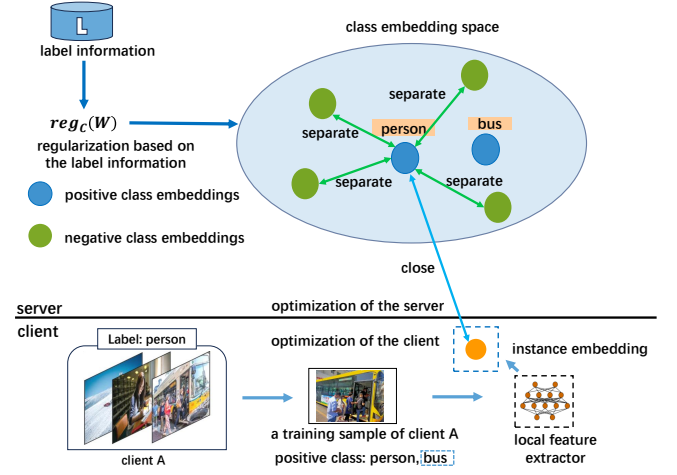 L
label information
class embedding space
reg_C(W)
regularization based on
the label information
positive class embeddings
negative class embeddings
separate
separate
person
bus
separate
separate
close
server
optimization of the server
client
optimization of the client
Label: person
instance embedding
client A
a training sample of client A
positive class: person, bus
local feature
extractor